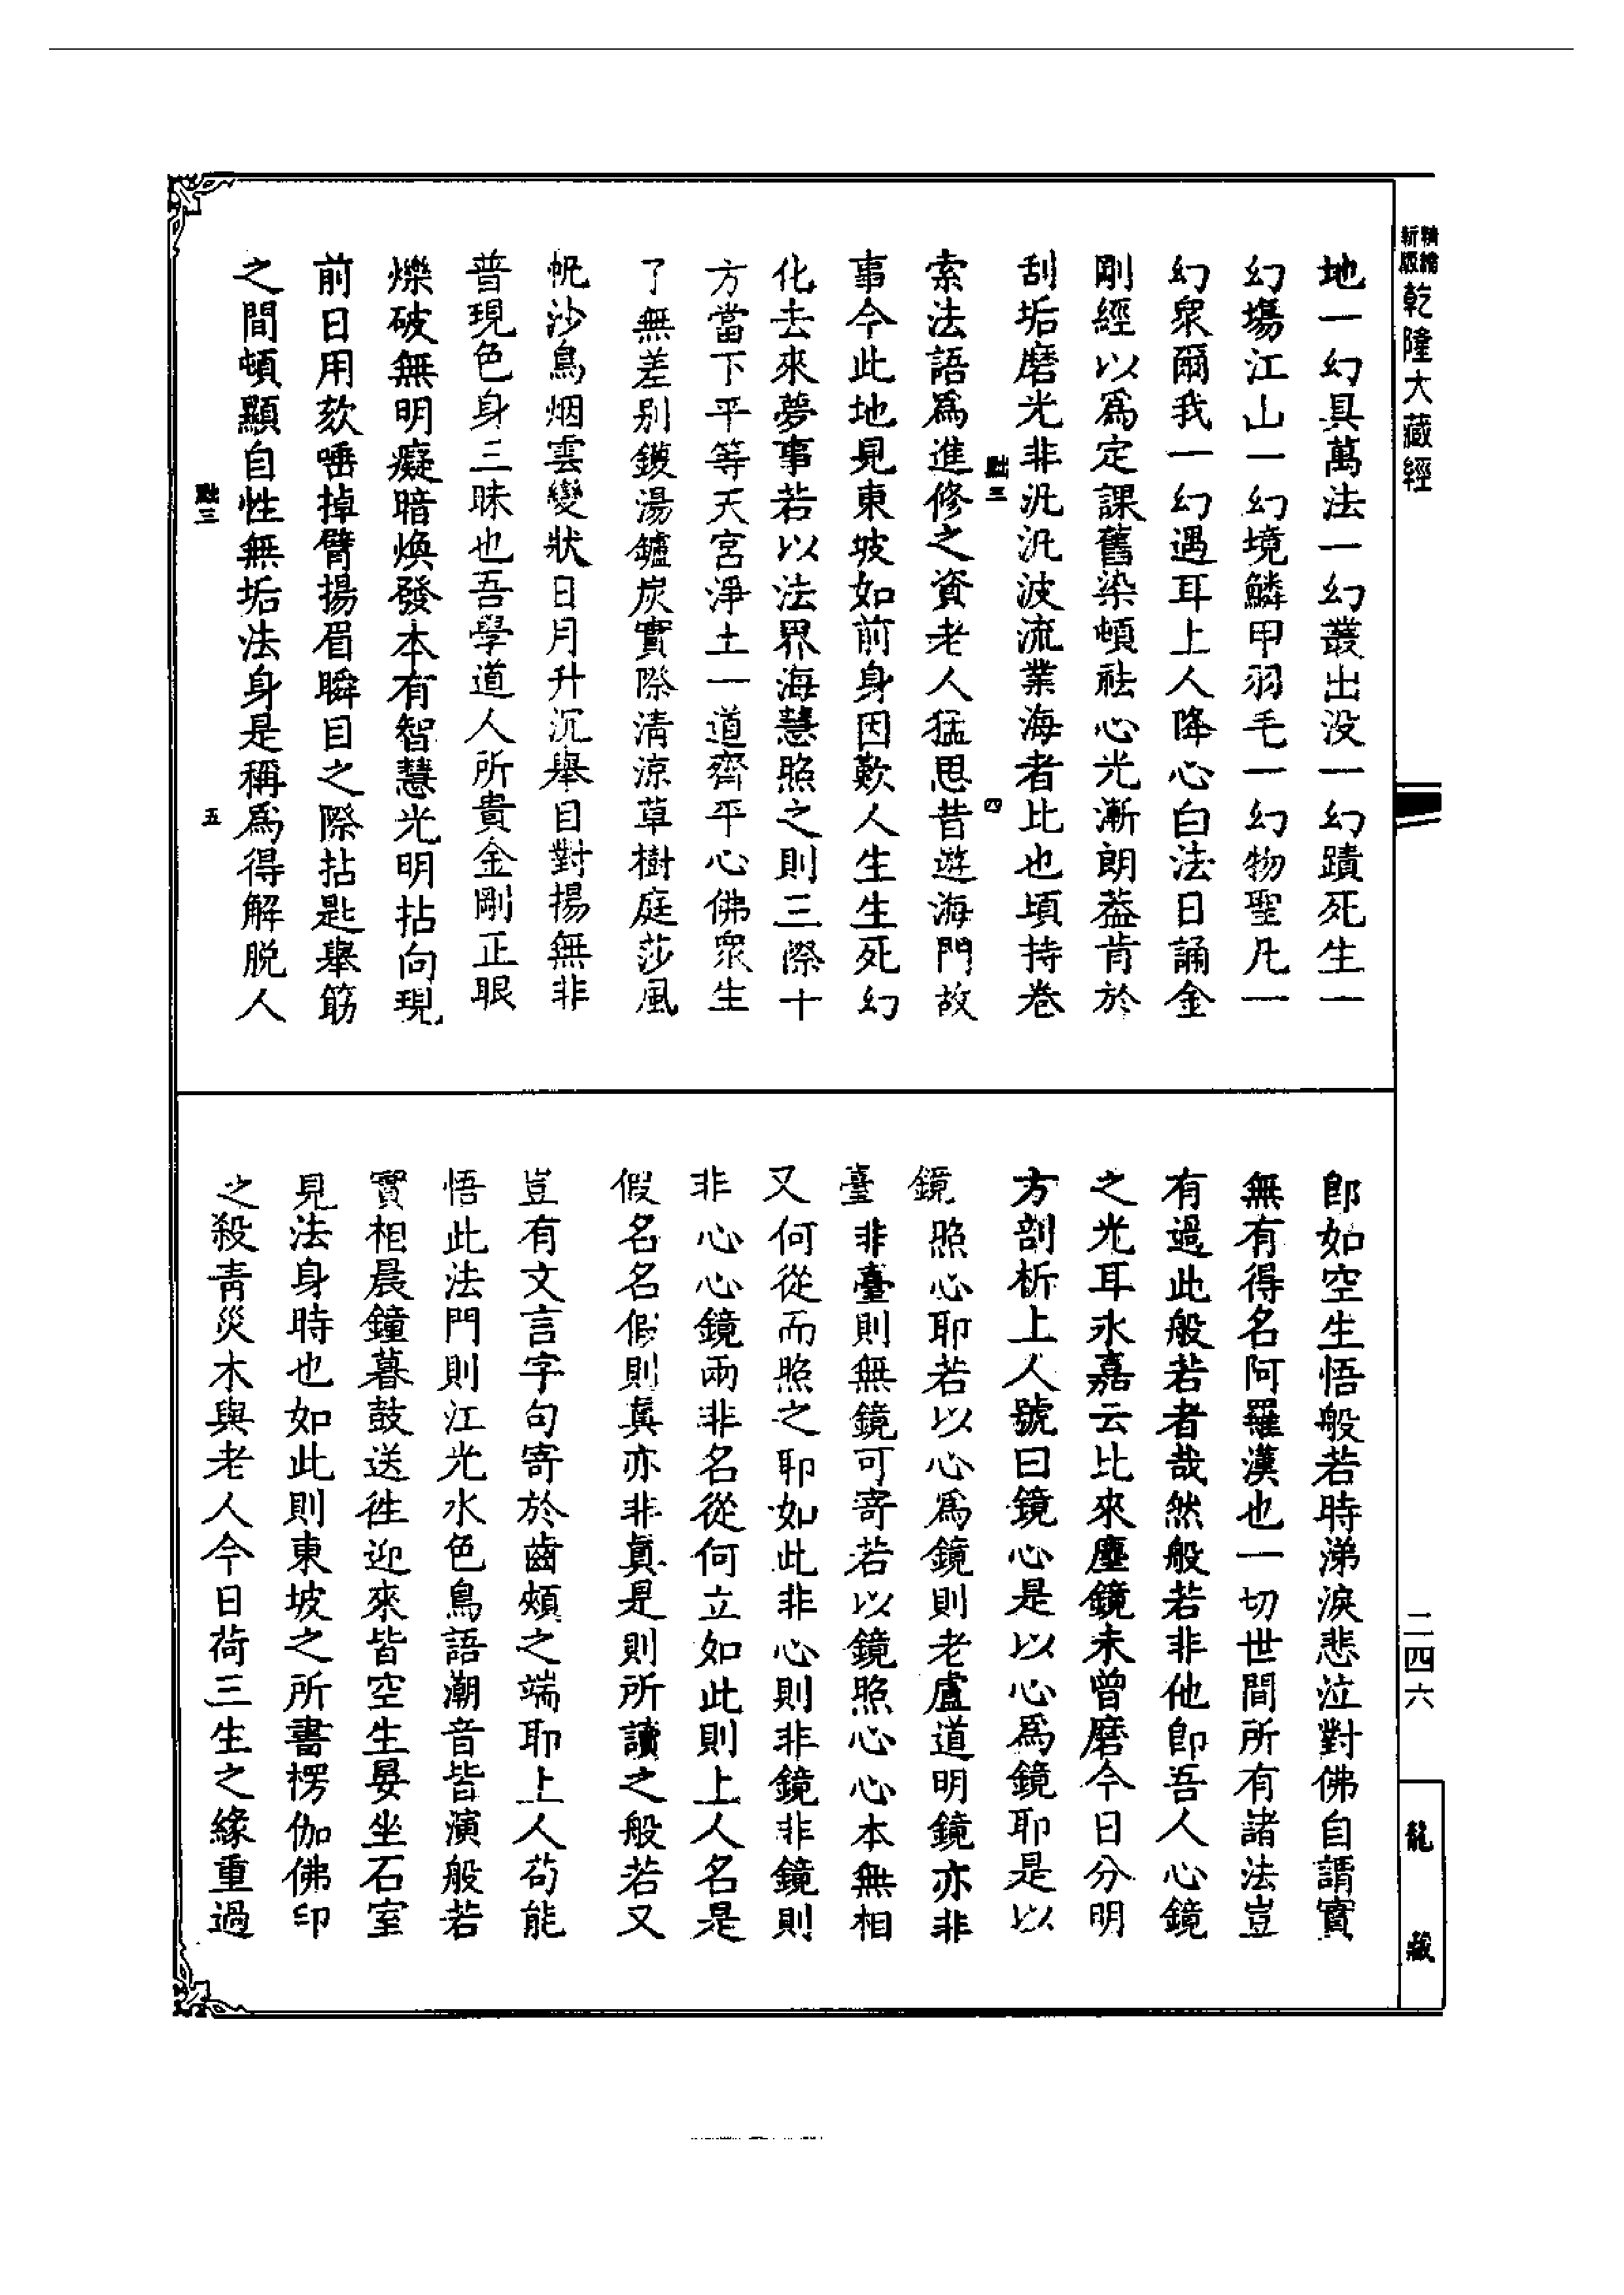 精縮
新版
乾隆大藏經
地一幻具萬法一幻叢出没一幻蹟死生一
幻塲江山一幻境鱗甲羽毛一幻物聖凡一
幻衆爾我一幻遇耳上人降心白法日誦金
剛經以爲定課舊染頓祛心光漸朗葢肯於
刮垢磨光非汎汎波流業海者比也頃持卷
點三
四
索法語爲進修之資老人猛思昔遊海門故
事今此地見東坡如前身因歎人生生死幻
化去來夢事若以法界海慧照之則三際十
方當下平等天宫淨土一道齊平心佛衆生
了無差别鑊湯鑪炭實際清涼草樹庭莎風
帆沙鳥烟雲變狀日月升沉舉目對揚無非
普現色身三昧也吾學道人所貴金剛正眼
爍破無明癡暗煥發本有智慧光明拈向現
前日用欬唾掉臂揚眉瞬目之際拈匙舉筯
之間頓顯自性無垢法身是稱爲得解脱人
點三
五
二四六
龍藏
卽如空生悟般若時涕淚悲泣對佛自謂實
無有得名阿羅漢也一切世間所有諸法豈
有過此般若者哉然般若非他卽吾人心鏡
之光耳永嘉云比來塵鏡未曾磨今日分明
方剖析上人號曰鏡心是以心爲鏡耶是以
鏡照心耶若以心爲鏡則老盧道明鏡亦非
臺非臺則無鏡可寄若以鏡照心心本無相
又何從而照之耶如此非心則非鏡非鏡則
非心心鏡兩非名從何立如此則上人名是
假名名假則眞亦非眞是則所讀之般若又
豈有文言字句寄於齒頰之端耶上人苟能
悟此法門則江光水色鳥語潮音皆演般若
實相晨鐘暮鼓送徃迎來皆空生晏坐石室
見法身時也如此則東坡之所書楞伽佛印
之殺青災木與老人今日荷三生之緣重過